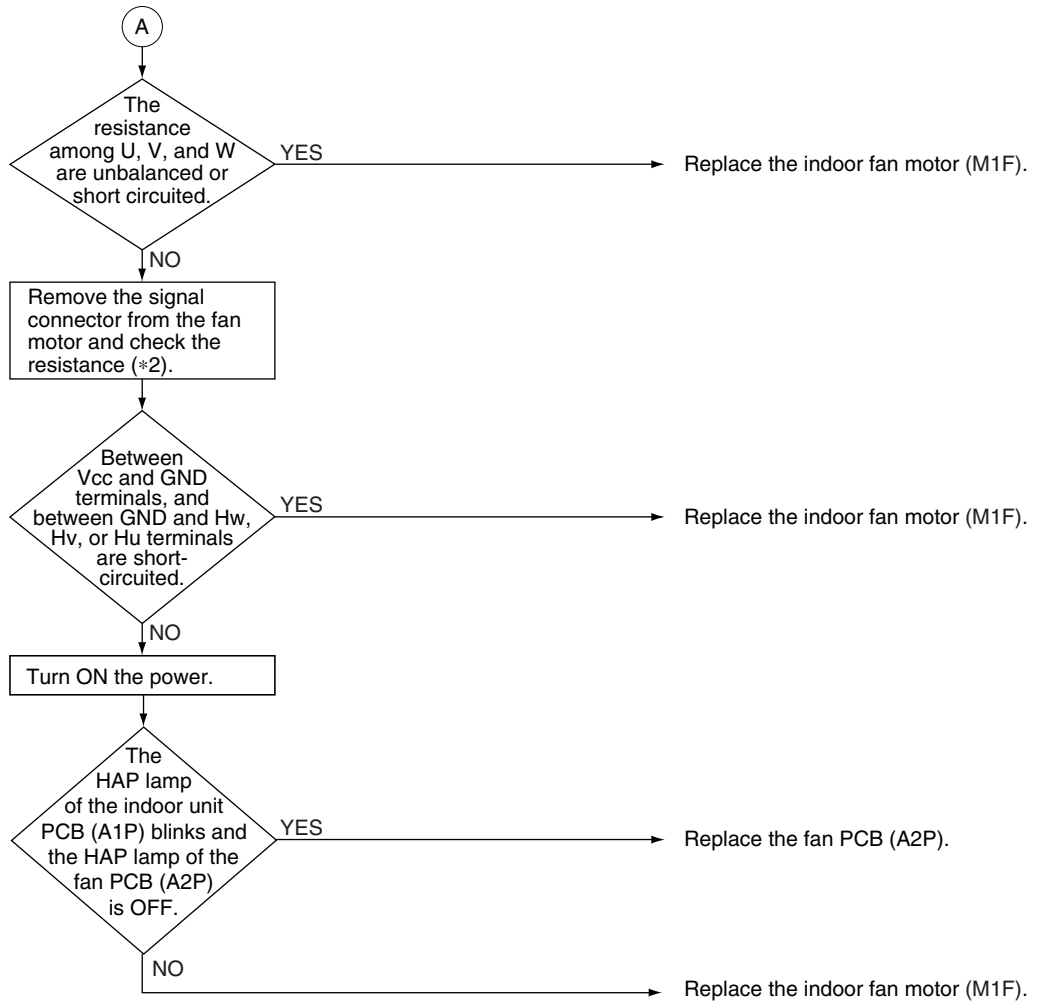 A
The
resistance
among U, V, and W
are unbalanced or
short circuited.
YES
Replace the indoor fan motor (M1F).
NO
Remove the signal
connector from the fan
motor and check the
resistance (*2).
Between
Vcc and GND
terminals, and
between GND and Hw,
Hv, or Hu terminals
are short-
circuited.
YES
Replace the indoor fan motor (M1F).
NO
Turn ON the power.
The
HAP lamp
of the indoor unit
PCB (A1P) blinks and
the HAP lamp of the
fan PCB (A2P)
is OFF.
YES
Replace the fan PCB (A2P).
NO
Replace the indoor fan motor (M1F).